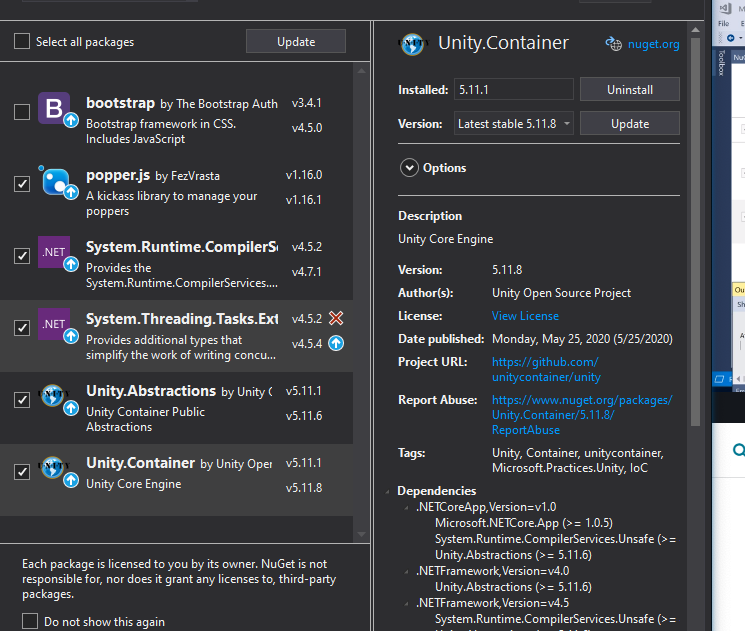 Select all packages
Update
bootstrap by The Bootstrap Auth
v3.4.1
Bootstrap framework in CSS.
Includes JavaScript
v4.5.0
popper.js by FezVrasta
v1.16.0
A kickass library to manage your
poppers
v1.16.1
.NET
System.Runtime.CompilerS
v4.5.2
Provides the
System.Runtime.CompilerServices....
v4.7.1
.NET
System.Threading.Tasks.Ext
v4.5.2
Provides additional types that
simplify the work of writing concu...
v4.5.4
UNITY
Unity.Abstractions by Unity C
v5.11.1
Unity Container Public
Abstractions
v5.11.6
UNITY
Unity.Container by Unity Oper
v5.11.1
Unity Core Engine
v5.11.8
Each package is licensed to you by its owner. NuGet is not
responsible for, nor does it grant any licenses to, third-party
packages.
Do not show this again
UNITY
Unity.Container
nuget.org
Installed: 5.11.1
Uninstall
Version: Latest stable 5.11.8
Update
Options
Description
Unity Core Engine
Version: 5.11.8
Author(s): Unity Open Source Project
License: View License
Date published: Monday, May 25, 2020 (5/25/2020)
Project URL: https://github.com/
unitycontainer/unity
Report Abuse: https://www.nuget.org/packages/
Unity.Container/5.11.8/
ReportAbuse
Tags: Unity, Container, unitycontainer,
Microsoft.Practices.Unity, IoC
Dependencies
.NETCoreApp,Version=v1.0
Microsoft.NETCore.App (>= 1.0.5)
System.Runtime.CompilerServices.Unsafe (>=
Unity.Abstractions (>= 5.11.6)
.NETFramework,Version=v4.0
Unity.Abstractions (>= 5.11.6)
.NETFramework,Version=v4.5
System.Runtime.CompilerServices.Unsafe (>=
File
Toolbox
Ou